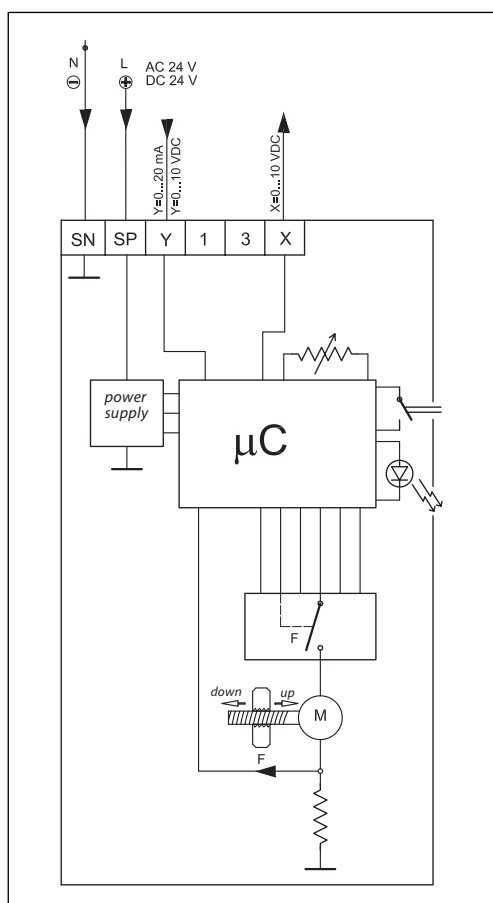 N L AC 24 V
⊖ ⊕ DC 24 V
Y=0...20 mA
Y=0...10 VDC
X=0...10 VDC
SN SP Y 1 3 X
power
supply
µC
F
down up
M
F